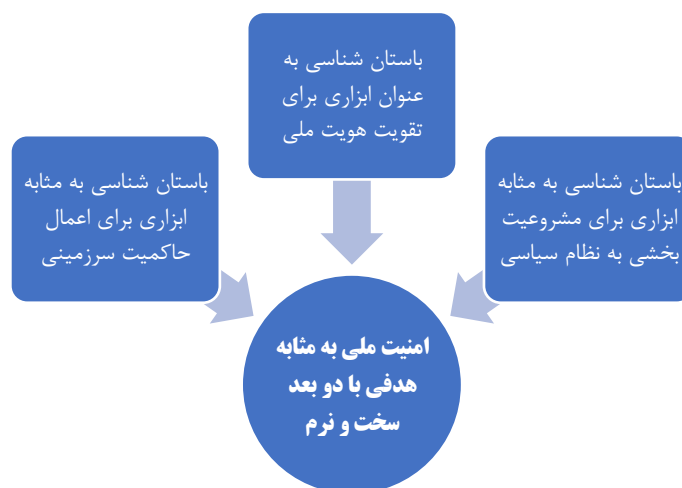 باستان شناسی به
عنوان ابزاری برای
تقویت هویت ملی
باستان شناسی به مثابه
ابزاری برای مشروعیت
بخشی به نظام سیاسی
باستان شناسی به مثابه
ابزاری برای اعمال
حاکمیت سرزمینی
امنیت ملی به مثابه
هدفی با دو بعد
سخت و نرم